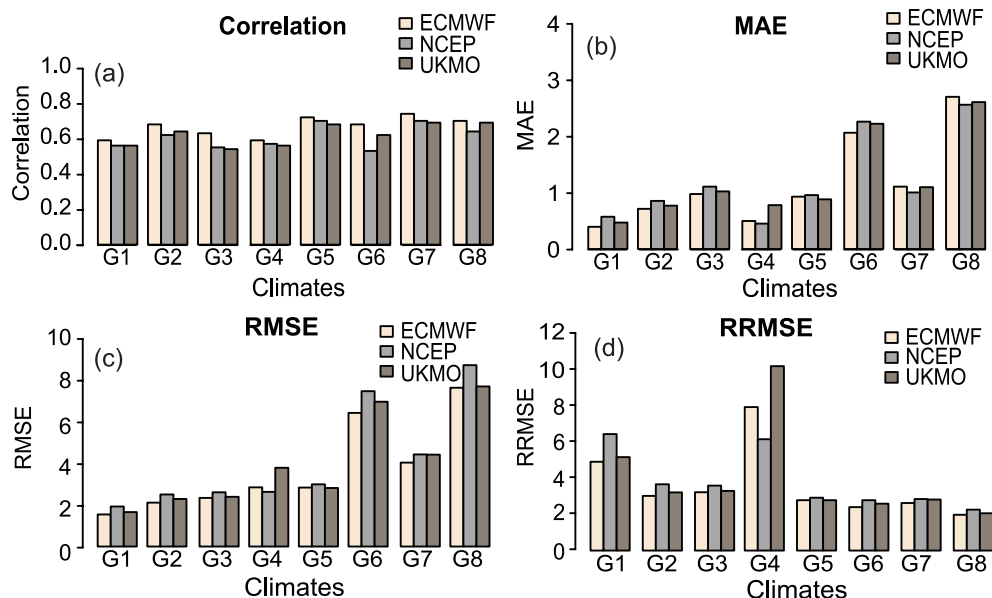 Correlation
ECMWF
NCEP
UKMO
(a)
Correlation
1.0
0.8
0.6
0.4
0.2
0.0
G1 G2 G3 G4 G5 G6 G7 G8
Climates
MAE
ECMWF
NCEP
UKMO
(b)
MAE
4
3
2
1
0
G1 G2 G3 G4 G5 G6 G7 G8
Climates
RMSE
ECMWF
NCEP
UKMO
(c)
RMSE
10
8
6
4
2
0
G1 G2 G3 G4 G5 G6 G7 G8
Climates
RRMSE
ECMWF
NCEP
UKMO
(d)
RRMSE
12
10
8
6
4
2
0
G1 G2 G3 G4 G5 G6 G7 G8
Climates